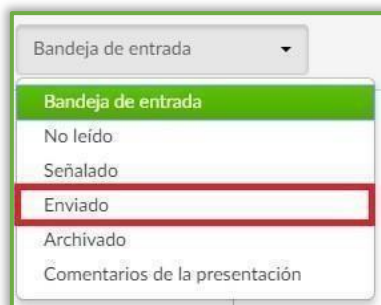 Bandeja de entrada
Bandeja de entrada
No leído
Señalado
Enviado
Archivado
Comentarios de la presentación